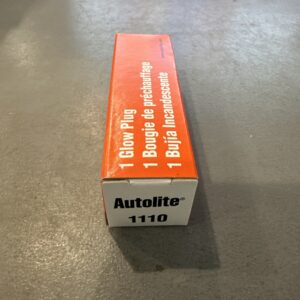 1 Glow Plug
1 Bougie de préchauffage
1 Bujía Incandescente
Autolite®
1110